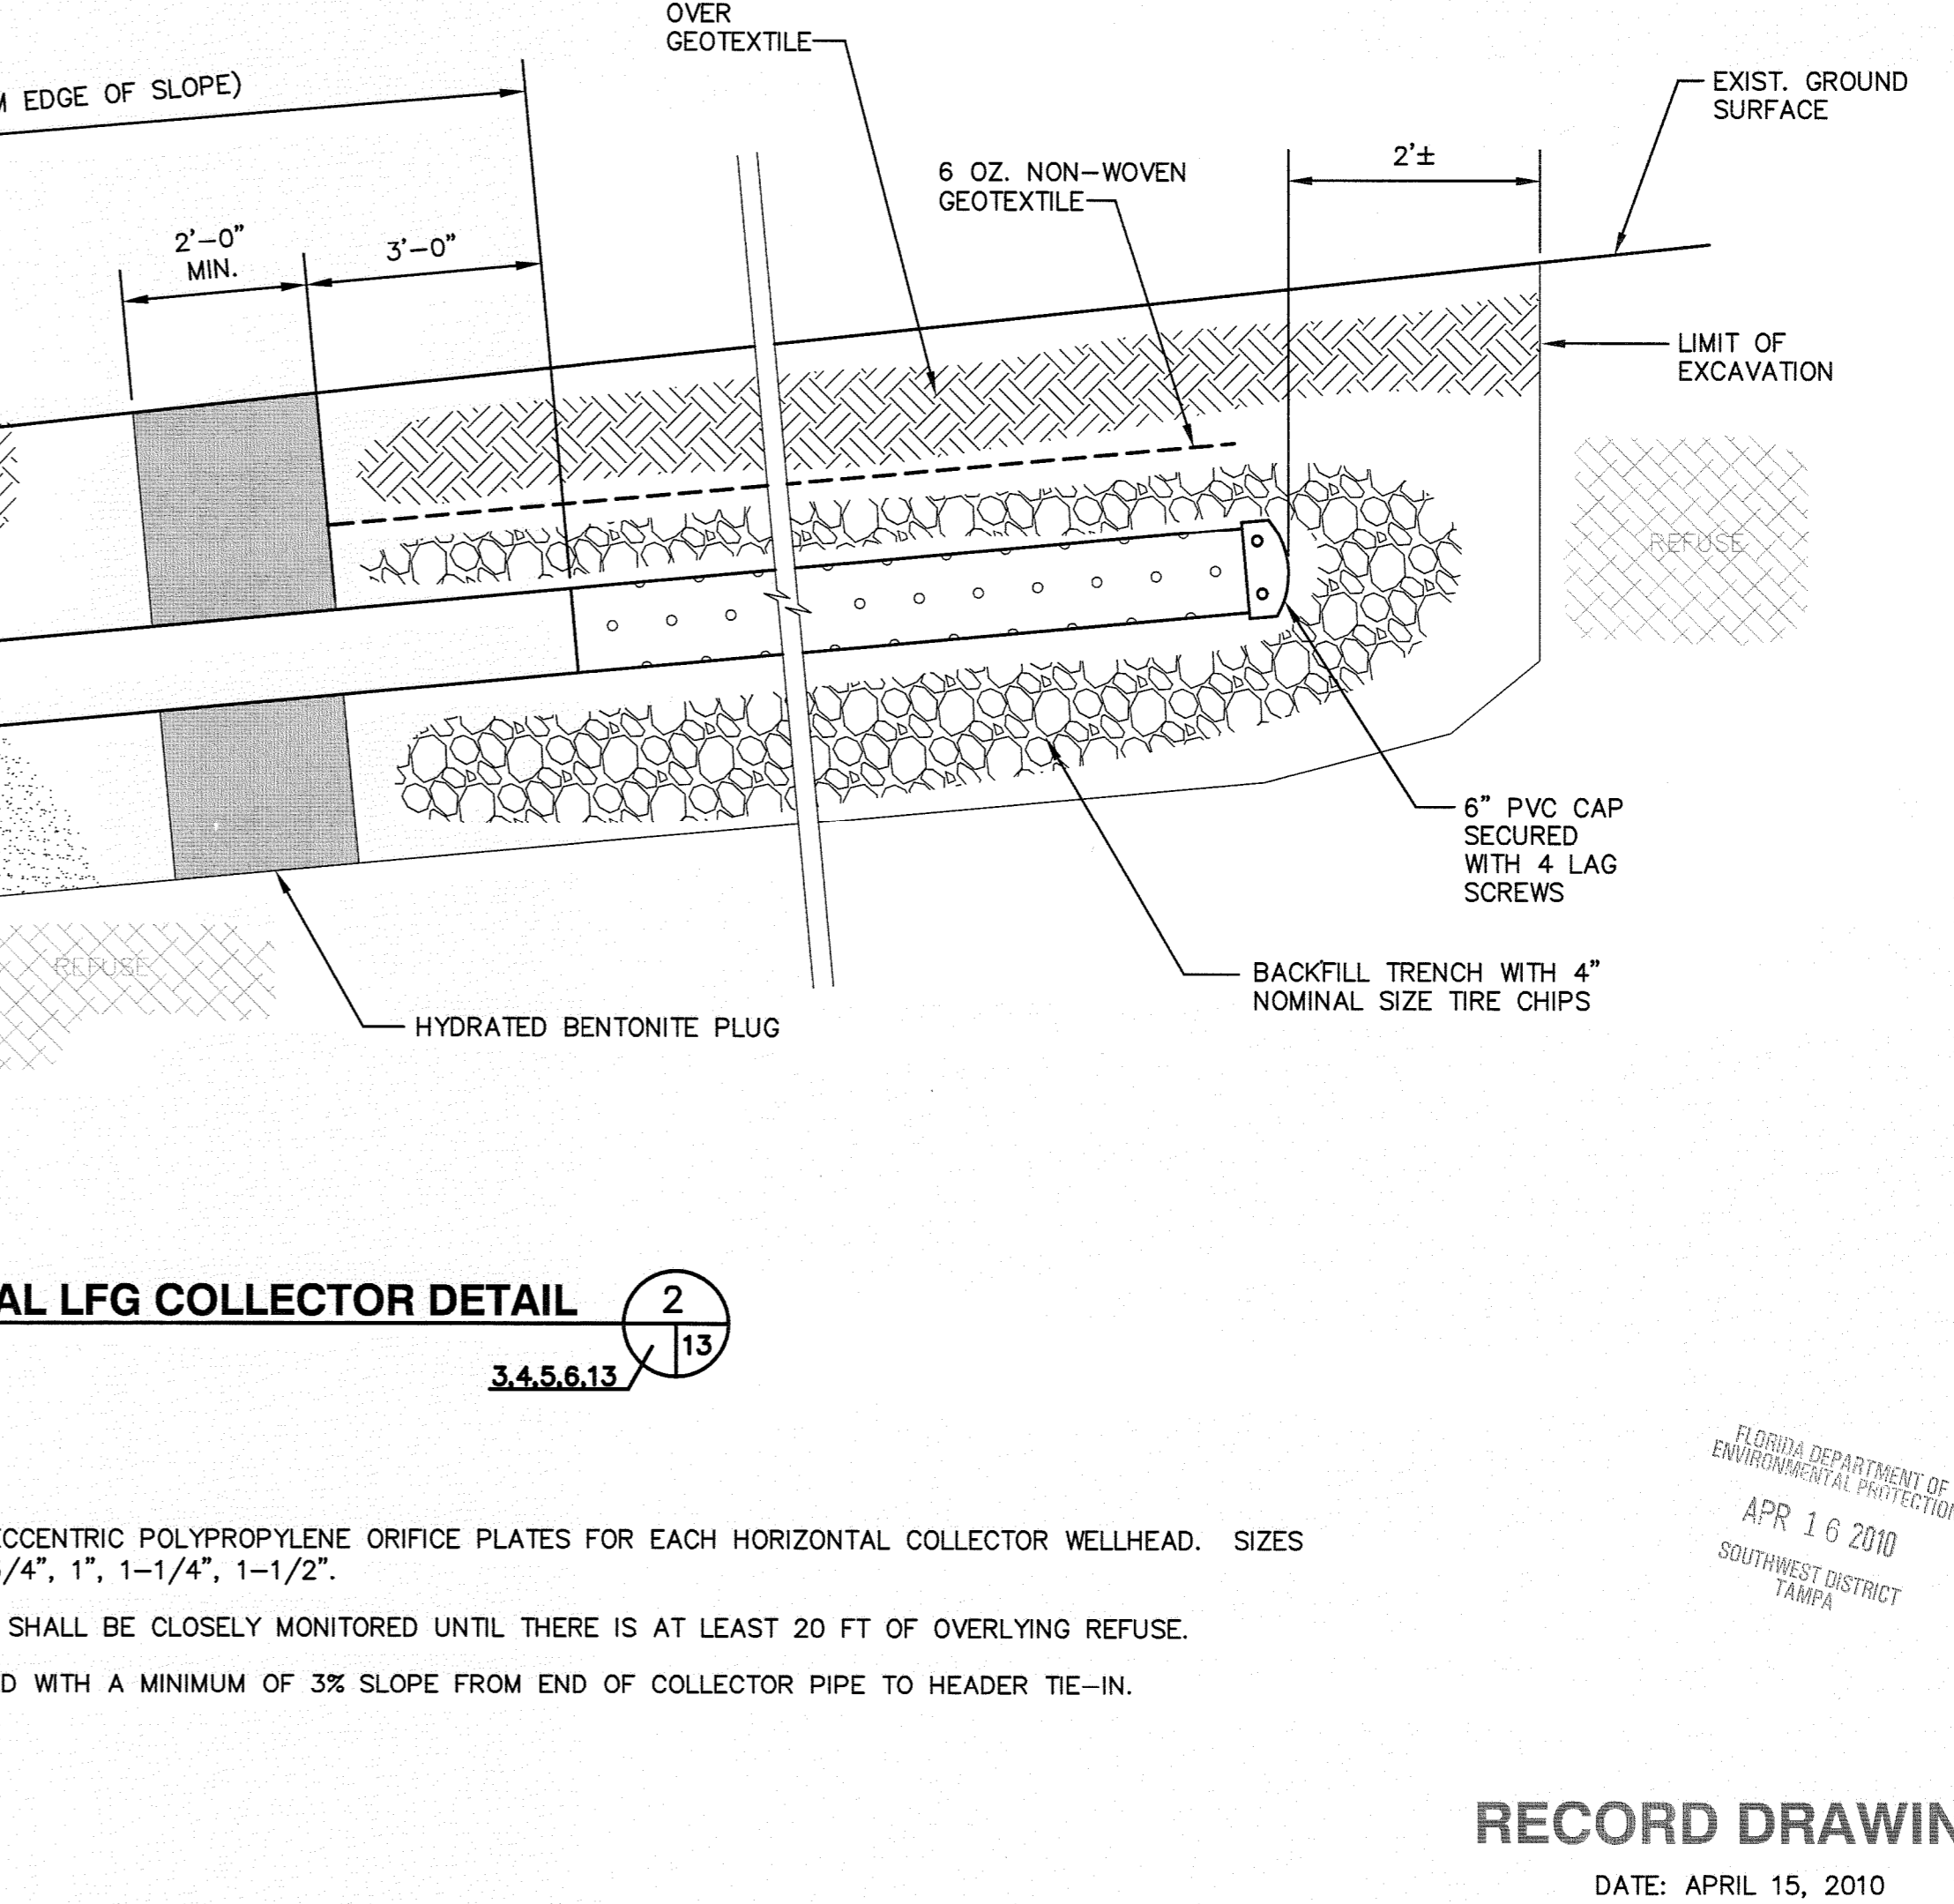 OVER
GEOTEXTILE
EDGE OF SLOPE)
EXIST. GROUND
SURFACE
2'±
6 OZ. NON-WOVEN
GEOTEXTILE
2'-0"
MIN.
3'-0"
LIMIT OF
EXCAVATION
REFUSE
6" PVC CAP
SECURED
WITH 4 LAG
SCREWS
BACKFILL TRENCH WITH 4"
NOMINAL SIZE TIRE CHIPS
REFUSE
HYDRATED BENTONITE PLUG
AL LFG COLLECTOR DETAIL
2
13
3,4,5,6,13
FLORIDA DEPARTMENT OF
ENVIRONMENTAL PROTECTION
APR 16 2010
SOUTHWEST DISTRICT
TAMPA
ECCENTRIC POLYPROPYLENE ORIFICE PLATES FOR EACH HORIZONTAL COLLECTOR WELLHEAD. SIZES
/4", 1", 1-1/4", 1-1/2".
SHALL BE CLOSELY MONITORED UNTIL THERE IS AT LEAST 20 FT OF OVERLYING REFUSE.
D WITH A MINIMUM OF 3% SLOPE FROM END OF COLLECTOR PIPE TO HEADER TIE-IN.
RECORD DRAWIN
DATE: APRIL 15, 2010